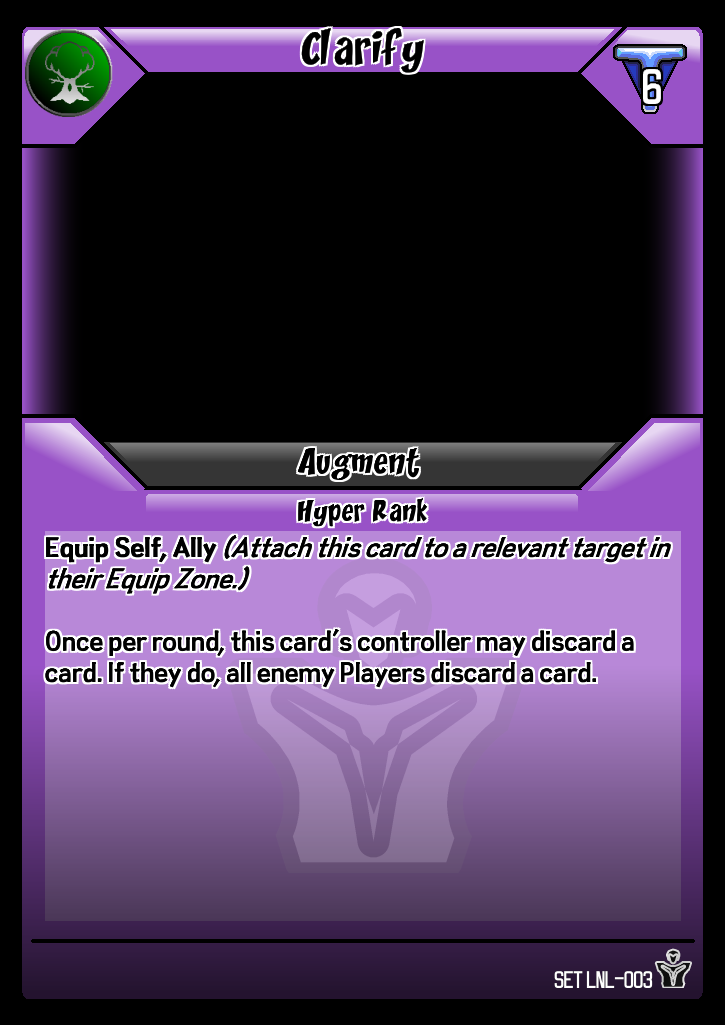 Clarify
6
Augment
Hyper Rank
Equip Self, Ally (Attach this card to a relevant target in
their Equip Zone.)
Once per round, this card's controller may discard a
card. If they do, all enemy Players discard a card.
SET LNL-003